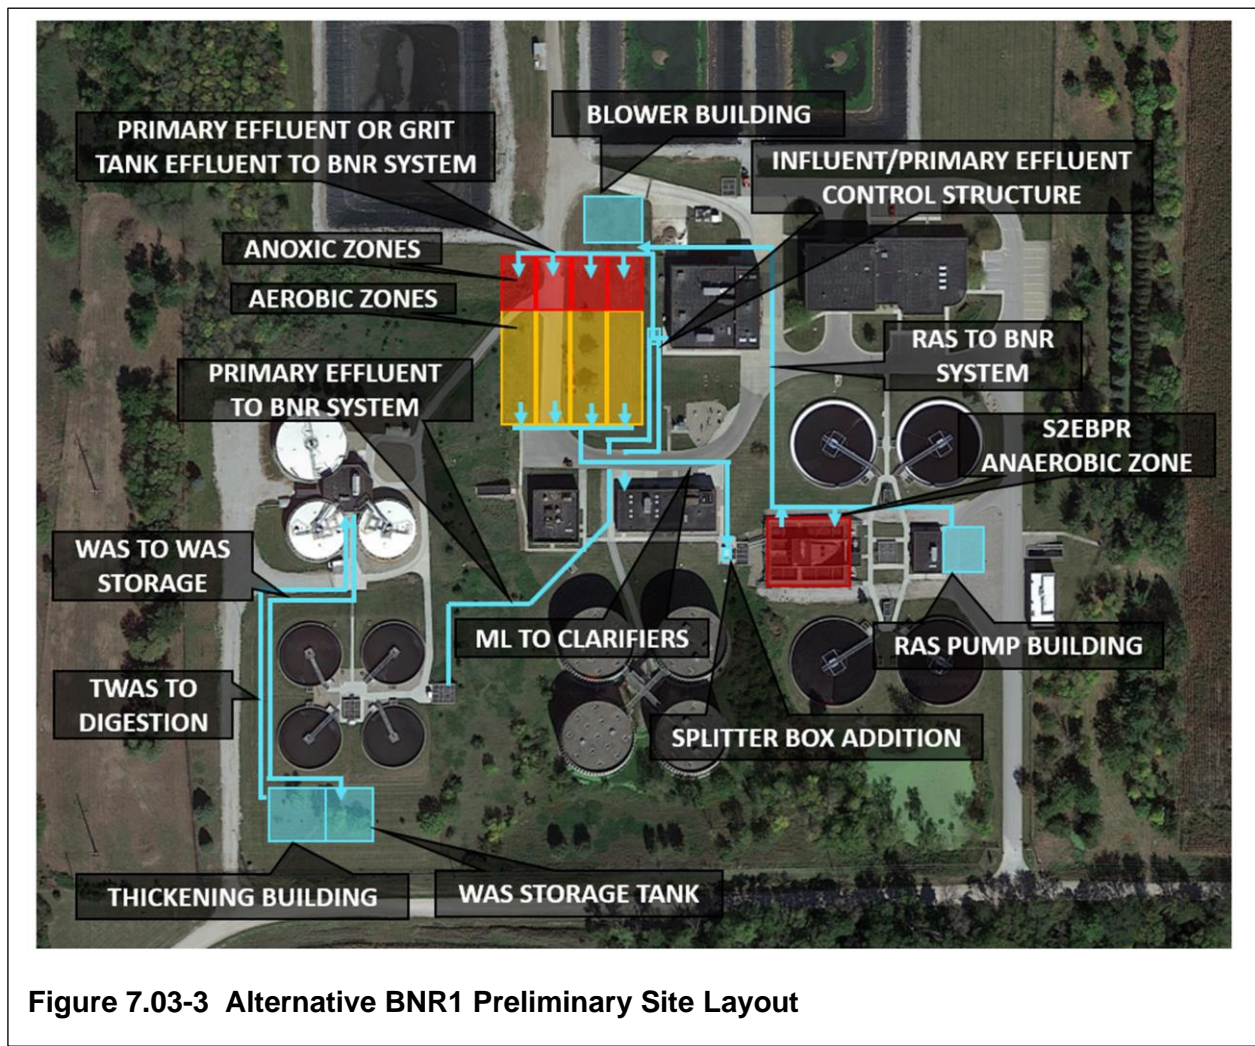 BLOWER BUILDING
PRIMARY EFFLUENT OR GRIT
TANK EFFLUENT TO BNR SYSTEM
INFLUENT/PRIMARY EFFLUENT
CONTROL STRUCTURE
ANOXIC ZONES
AEROBIC ZONES
PRIMARY EFFLUENT
TO BNR SYSTEM
RAS TO BNR
SYSTEM
S2EBPR
ANAEROBIC ZONE
WAS TO WAS
STORAGE
ML TO CLARIFIERS
RAS PUMP BUILDING
TWAS TO
DIGESTION
SPLITTER BOX ADDITION
THICKENING BUILDING
WAS STORAGE TANK
Figure 7.03-3  Alternative BNR1 Preliminary Site Layout